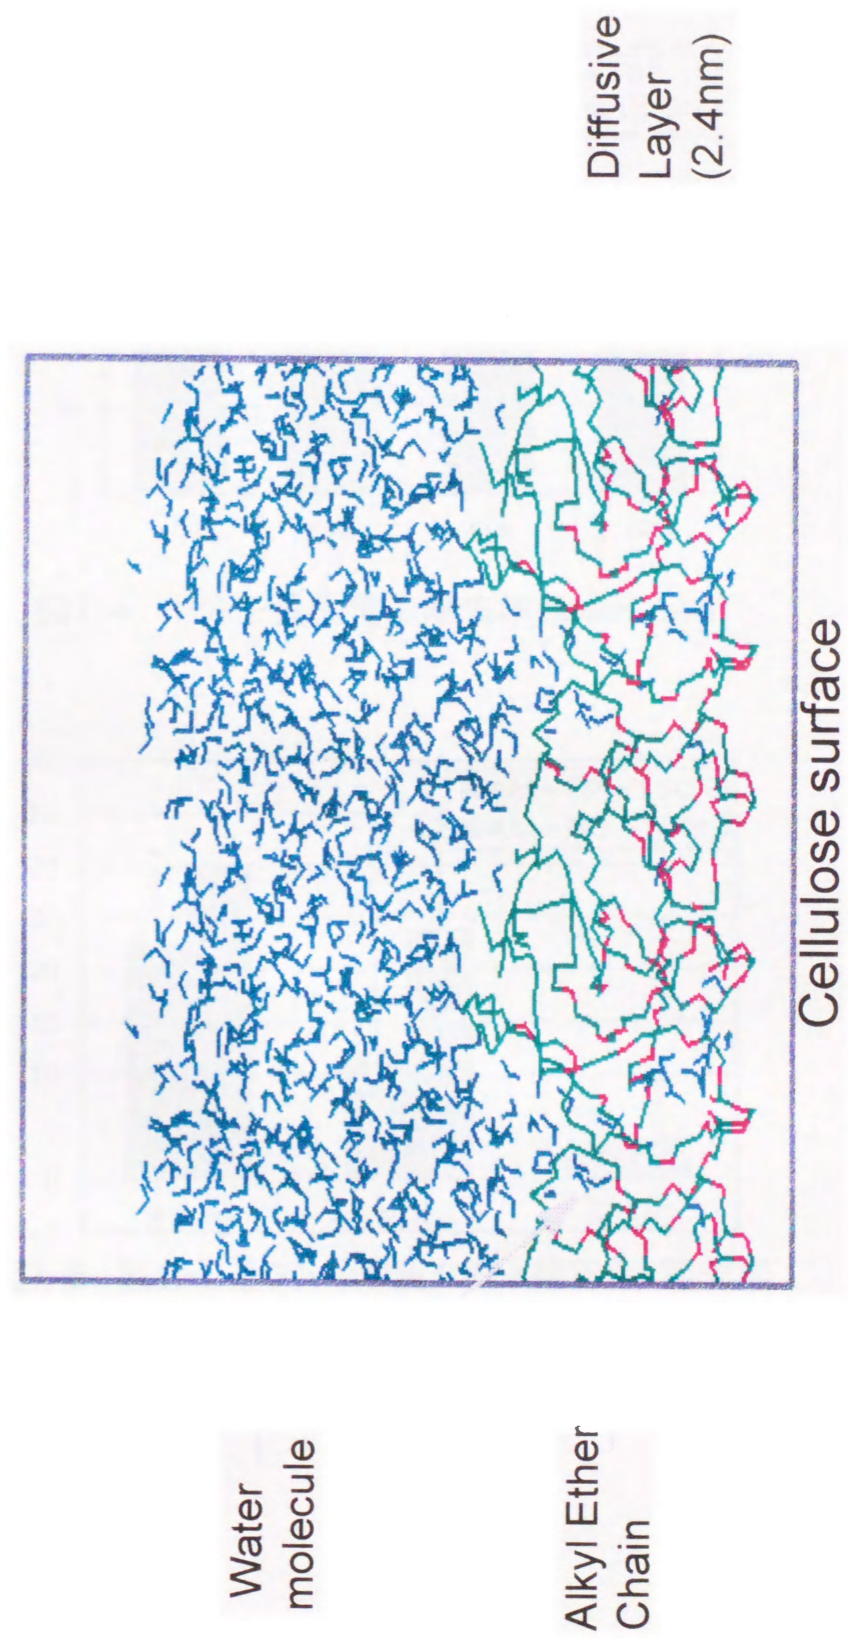 Water
molecule
Alkyl Ether
Chain
Diffusive
Layer
(2.4nm)
Cellulose surface